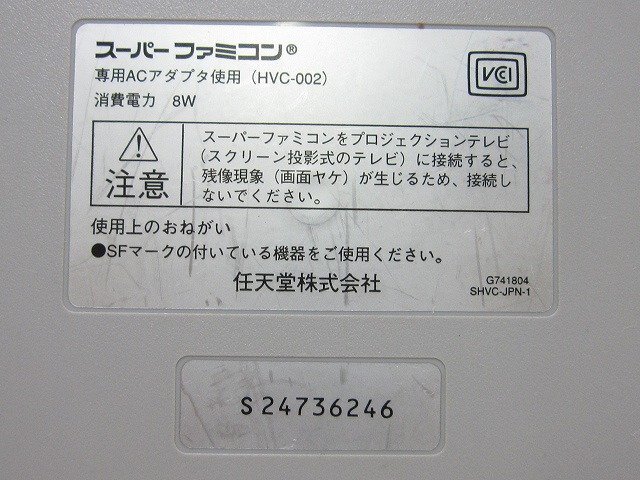 スーパーファミコン®
専用ACアダプタ使用（HVC-002）
消費電力 8W
VCI
注意
スーパーファミコンをプロジェクションテレビ
（スクリーン投影式のテレビ）に接続すると、
残像現象（画面ヤケ）が生じるため、接続し
ないでください。
使用上のおねがい
●SFマークの付いている機器をご使用ください。
任天堂株式会社
G741804
SHVC-JPN-1
S24736246